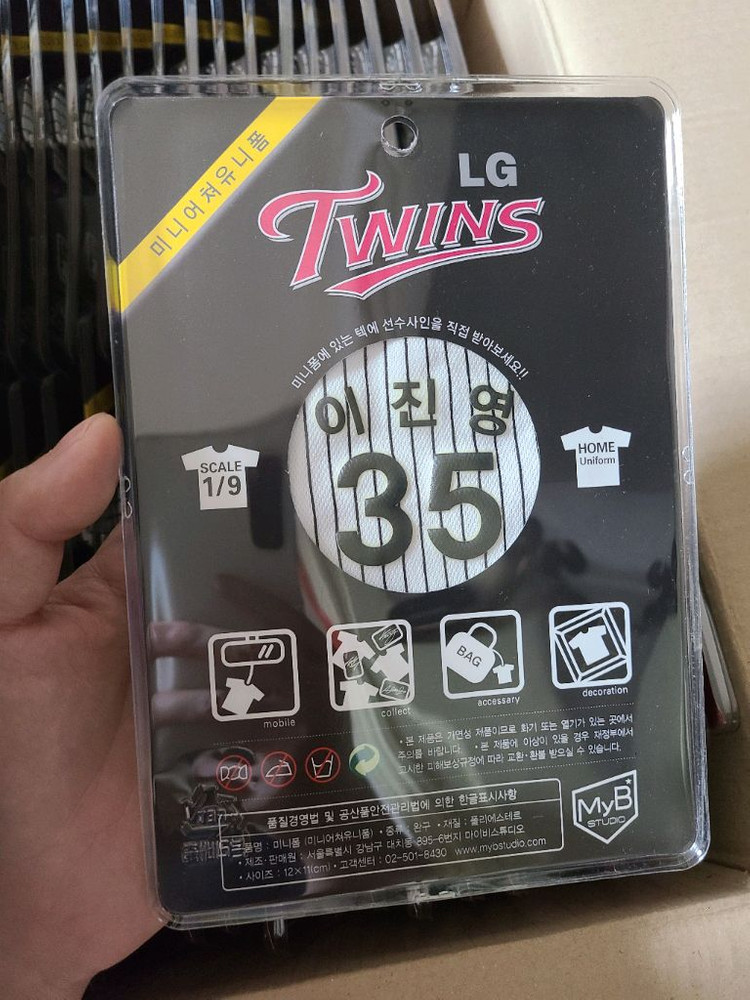 미니어쳐유니폼
LG
TWINS
미니폼에 있는 텍에 선수사인을 직접 받아보세요!!
이진영
35
SCALE
1/9
HOME
Uniform
BAG
mobile
collect
accessary
decoration
• 본 제품은 가연성 제품이므로 화기 또는 열기가 있는 곳에서
주의를 바랍니다. • 본 제품에 이상이 있을 경우 재정부에서
고시한 피해보상규정에 따라 교환·환불 받으실 수 있습니다.
품질경영법 및 공산품안전관리법에 의한 한글표시사항
품명 : 미니폼 (미니어쳐유니폼) • 종류 : 완구 • 재질 : 폴리에스테르
• 제조·판매원 : 서울특별시 강남구 대치동 895-6번지 마이비스튜디오
• 사이즈 : 12×11(cm) • 고객센터 : 02-501-8430 www.mybstudio.com
MyB
STUDIO